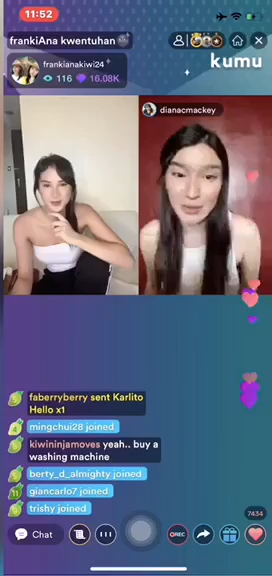 11:52
frankiAna kwentuhan
frankianakiwi24
116 16.08K
kumu
dianacmackey
faberryberry sent Karlito
Hello x1
mingchui28 joined
kiwininjamoves yeah.. buy a
washing machine
berty_d_almighty joined
giancarlo7 joined
trishy joined
7434
Chat
REC